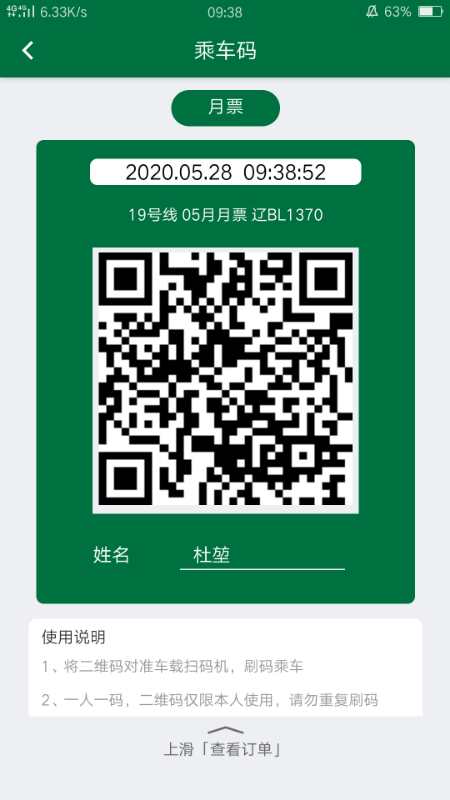 4G 4G 6.33K/s 09:38 63%
乘车码
月票
2020.05.28 09:38:52
19号线 05月月票 辽BL1370
姓名 杜堃
使用说明
1、将二维码对准车载扫码机，刷码乘车
2、一人一码，二维码仅限本人使用，请勿重复刷码
上滑「查看订单」